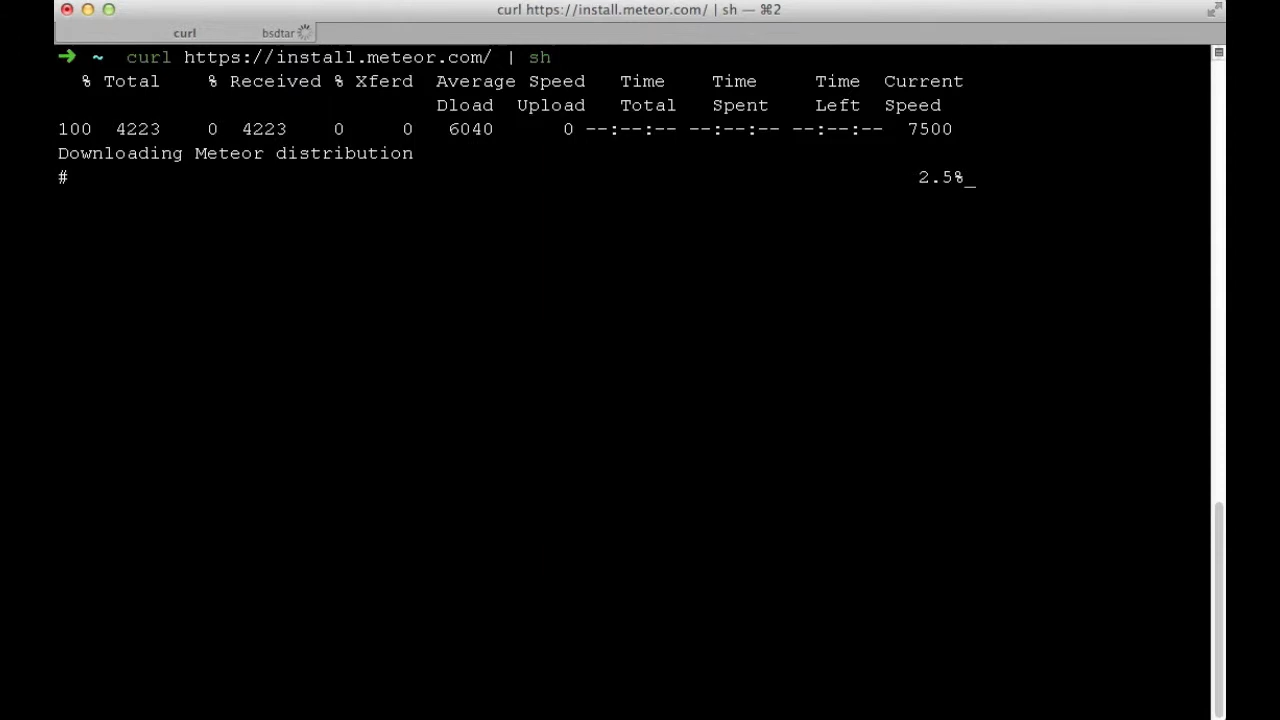 curl https://install.meteor.com/ | sh — ⌘2
curl bsdtar
➜ ~ curl https://install.meteor.com/ | sh
% Total % Received % Xferd Average Speed Time Time Time Current
Dload Upload Total Spent Left Speed
100 4223 0 4223 0 0 6040 0 --:--:-- --:--:-- --:--:-- 7500
Downloading Meteor distribution
# 2.5%_